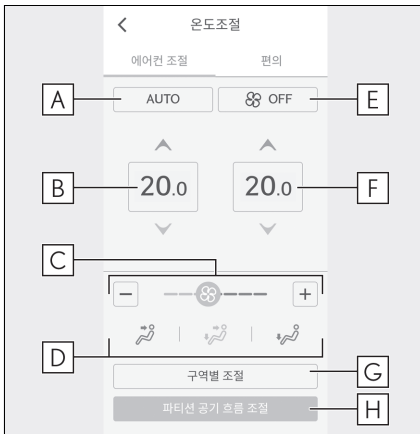 온도조절
에어컨 조절 편의
A AUTO OFF E
B 20.0 20.0 F
C
D
구역별 조절 G
파티션 공기 흐름 조절 H